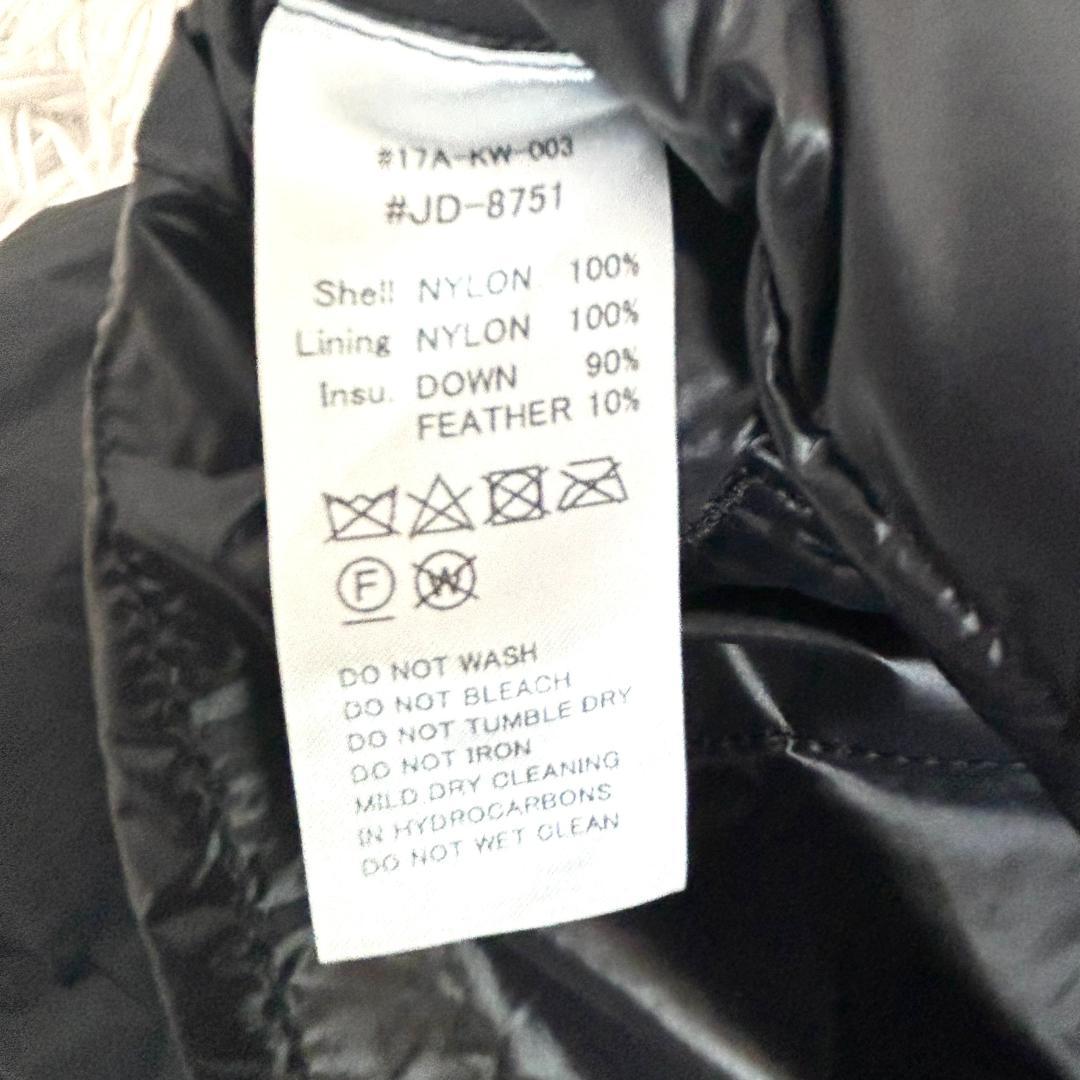 #17A-KW-003
#JD-8751
Shell NYLON 100%
Lining NYLON 100%
Insu. DOWN 90%
FEATHER 10%
F W
DO NOT WASH
DO NOT BLEACH
DO NOT TUMBLE DRY
DO NOT IRON
MILD DRY CLEANING
IN HYDROCARBONS
DO NOT WET CLEAN